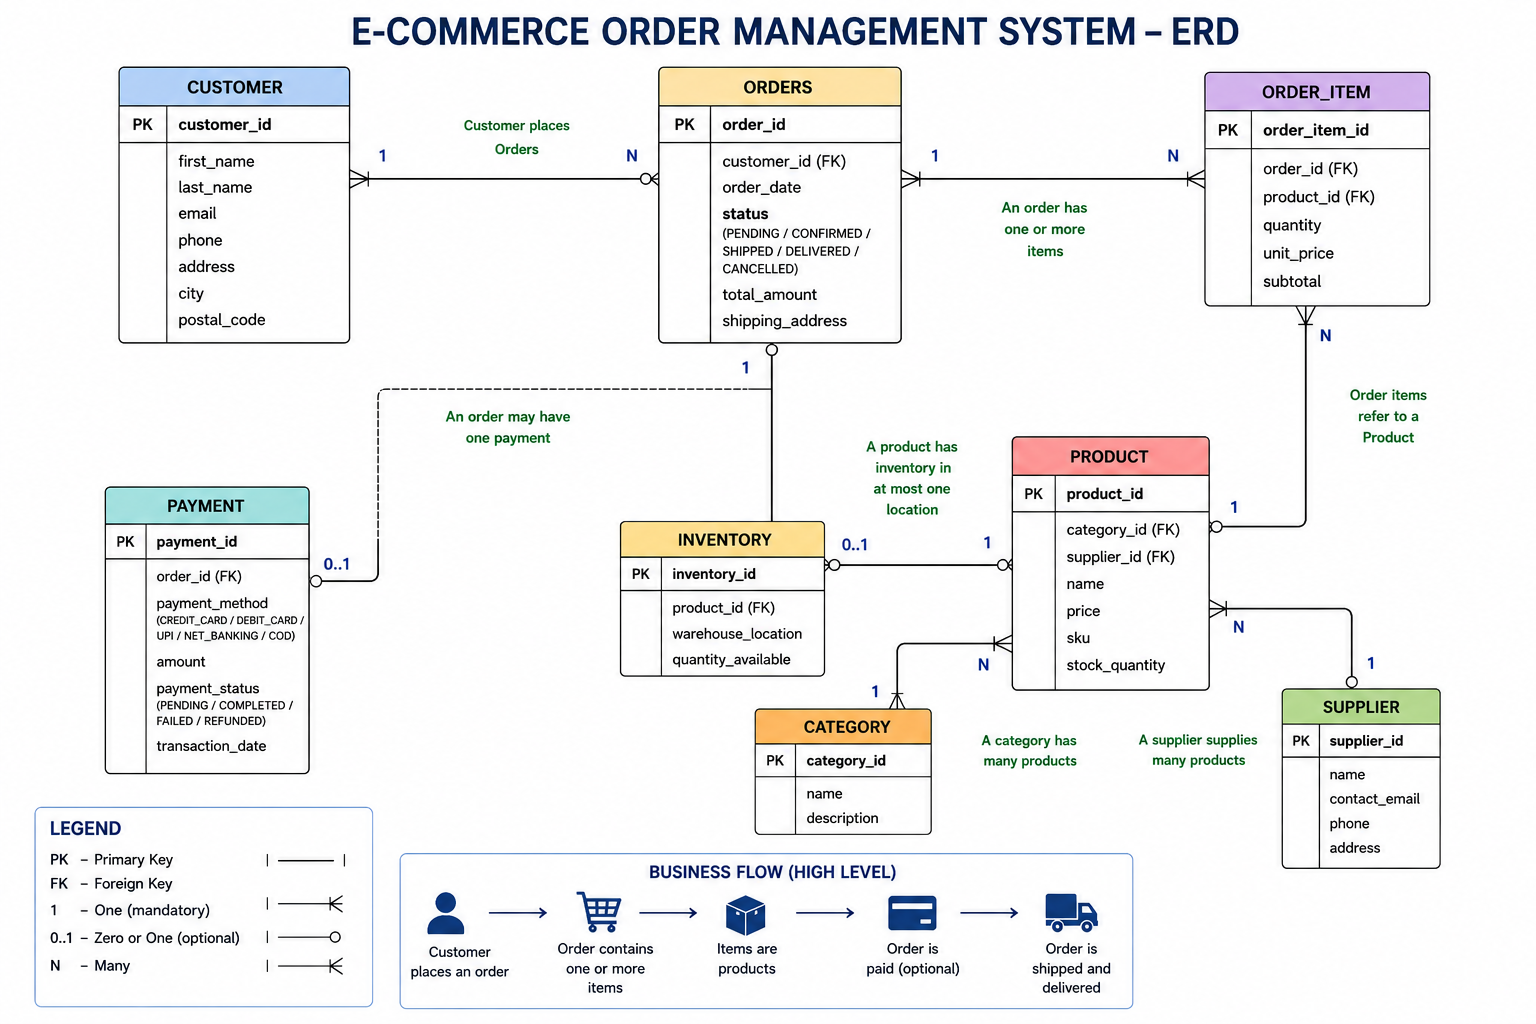 E-COMMERCE ORDER MANAGEMENT SYSTEM – ERD
CUSTOMER
PK customer_id
first_name
last_name
email
phone
address
city
postal_code
1
Customer places
Orders
N
ORDERS
PK order_id
customer_id (FK)
order_date
status
(PENDING / CONFIRMED /
SHIPPED / DELIVERED /
CANCELLED)
total_amount
shipping_address
1
An order has
one or more
items
N
ORDER_ITEM
PK order_item_id
order_id (FK)
product_id (FK)
quantity
unit_price
subtotal
N
Order items
refer to a
Product
1
1
An order may have
one payment
0..1
PAYMENT
PK payment_id
order_id (FK)
payment_method
(CREDIT_CARD / DEBIT_CARD /
UPI / NET_BANKING / COD)
amount
payment_status
(PENDING / COMPLETED /
FAILED / REFUNDED)
transaction_date
INVENTORY
PK inventory_id
product_id (FK)
warehouse_location
quantity_available
0..1
A product has
inventory in
at most one
location
1
PRODUCT
PK product_id
category_id (FK)
supplier_id (FK)
name
price
sku
stock_quantity
N
1
CATEGORY
PK category_id
name
description
A category has
many products
N
1
A supplier supplies
many products
SUPPLIER
PK supplier_id
name
contact_email
phone
address
LEGEND
PK – Primary Key
FK – Foreign Key
1 – One (mandatory)
0..1 – Zero or One (optional)
N – Many
BUSINESS FLOW (HIGH LEVEL)
Customer
places an order
Order contains
one or more
items
Items are
products
Order is
paid (optional)
Order is
shipped and
delivered